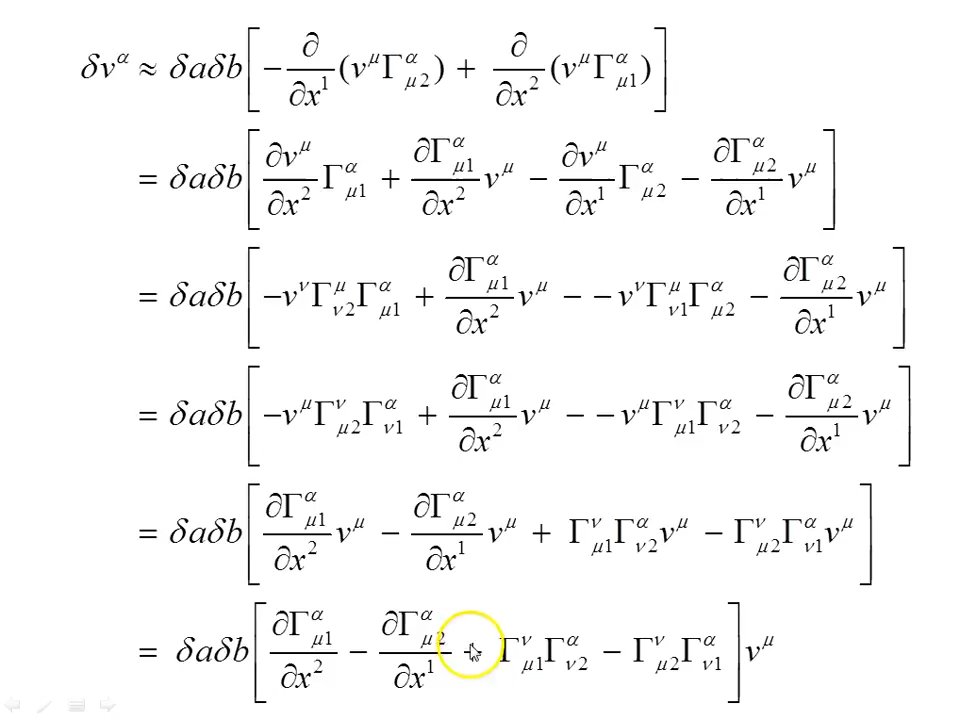 δv^α ≈ δaδb[ −∂/∂x^1 (v^μ Γ^α_μ2) + ∂/∂x^2 (v^μ Γ^α_μ1) ]
= δaδb[ ∂v^μ/∂x^2 Γ^α_μ1 + ∂Γ^α_μ1/∂x^2 v^μ − ∂v^μ/∂x^1 Γ^α_μ2 − ∂Γ^α_μ2/∂x^1 v^μ ]
= δaδb[ −v^ν Γ^μ_ν2 Γ^α_μ1 + ∂Γ^α_μ1/∂x^2 v^μ − − v^ν Γ^μ_ν1 Γ^α_μ2 − ∂Γ^α_μ2/∂x^1 v^μ ]
= δaδb[ −v^μ Γ^ν_μ2 Γ^α_ν1 + ∂Γ^α_μ1/∂x^2 v^μ − − v^μ Γ^ν_μ1 Γ^α_ν2 − ∂Γ^α_μ2/∂x^1 v^μ ]
= δaδb[ ∂Γ^α_μ1/∂x^2 v^μ − ∂Γ^α_μ2/∂x^1 v^μ + Γ^ν_μ1 Γ^α_ν2 v^μ − Γ^ν_μ2 Γ^α_ν1 v^μ ]
= δaδb[ ∂Γ^α_μ1/∂x^2 − ∂Γ^α_μ2/∂x^1 + Γ^ν_μ1 Γ^α_ν2 − Γ^ν_μ2 Γ^α_ν1 ] v^μ